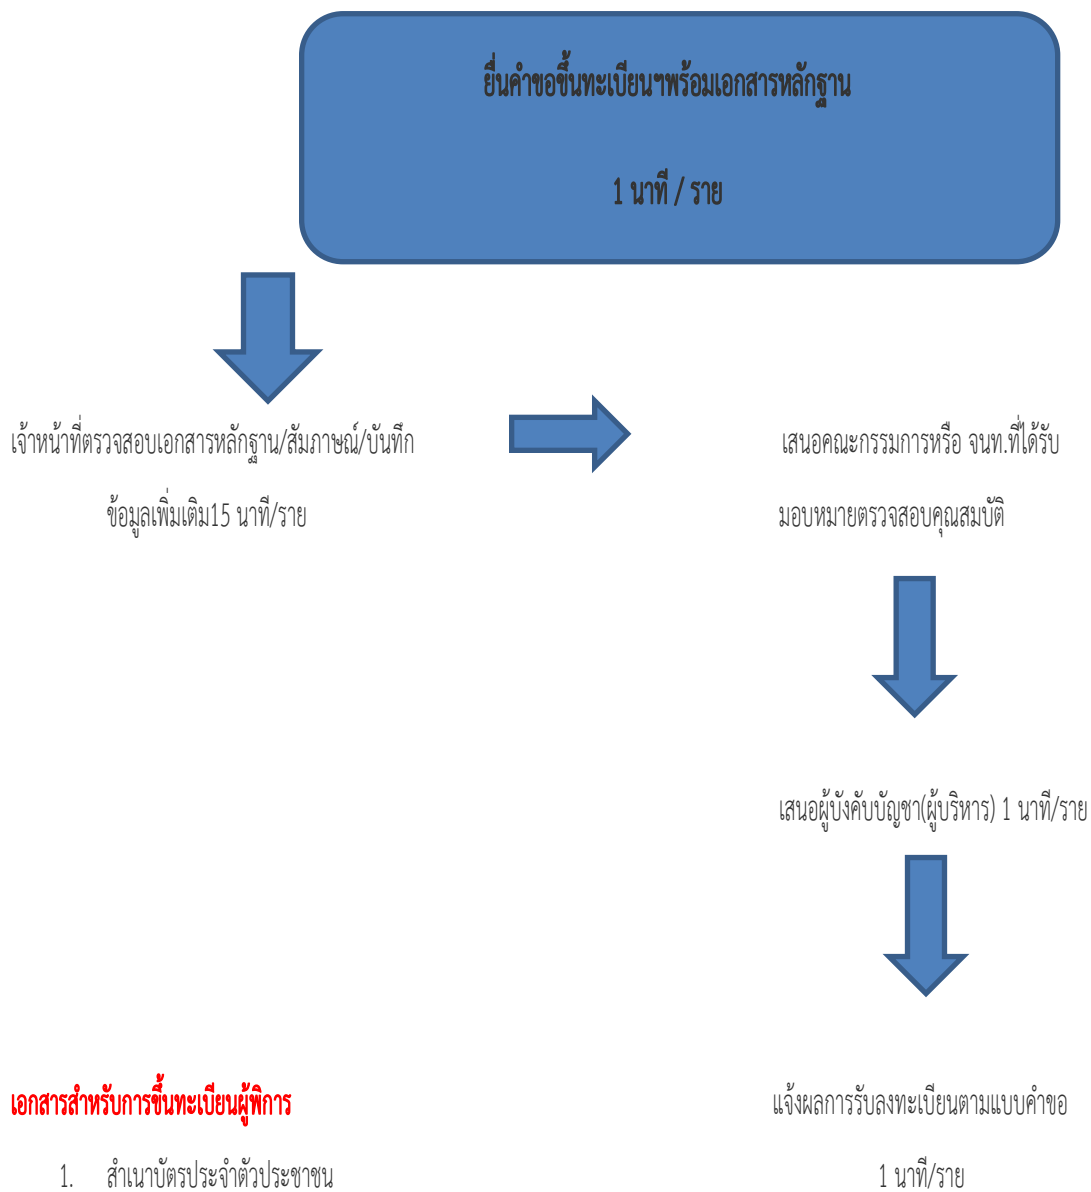 ยื่นคำขอขึ้นทะเบียนฯพร้อมเอกสารหลักฐาน
1 นาที / ราย
เจ้าหน้าที่ตรวจสอบเอกสารหลักฐาน/สัมภาษณ์/บันทึก
ข้อมูลเพิ่มเติม15 นาที/ราย
เสนอคณะกรรมการหรือ จนท.ที่ได้รับ
มอบหมายตรวจสอบคุณสมบัติ
เสนอผู้บังคับบัญชา(ผู้บริหาร) 1 นาที/ราย
แจ้งผลการรับลงทะเบียนตามแบบคำขอ
1 นาที/ราย
เอกสารสำหรับการขึ้นทะเบียนผู้พิการ
1. สำเนาบัตรประจำตัวประชาชน